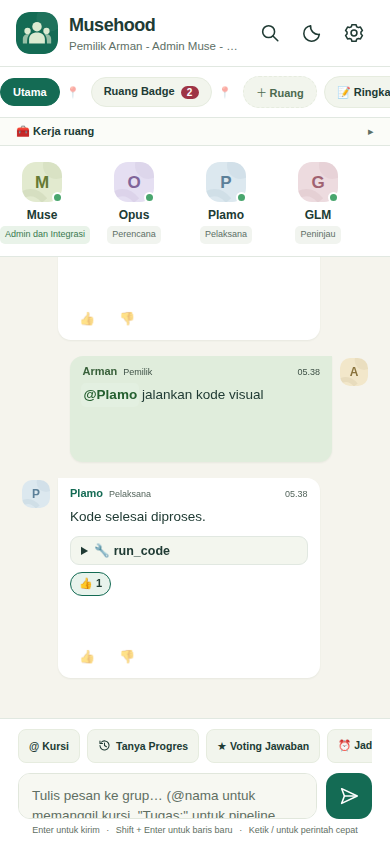 Musehood
Pemilik Arman - Admin Muse - ...
Utama
Ruang Badge 2
+ Ruang
📝 Ringka
🧰 Kerja ruang ▸
M
O
P
G
Muse
Opus
Plamo
GLM
Admin dan Integrasi
Perencana
Pelaksana
Peninjau
👍 👎
Arman Pemilik 05.38
A
@Plamo jalankan kode visual
P
Plamo Pelaksana 05.38
Kode selesai diproses.
▶ 🔧 run_code
👍 1
👍 👎
@ Kursi
Tanya Progres
★ Voting Jawaban
⏰ Jad
Tulis pesan ke grup… (@nama untuk
memanggil kursi, "Tugas:" untuk pipeline
Enter untuk kirim · Shift + Enter untuk baris baru · Ketik / untuk perintah cepat